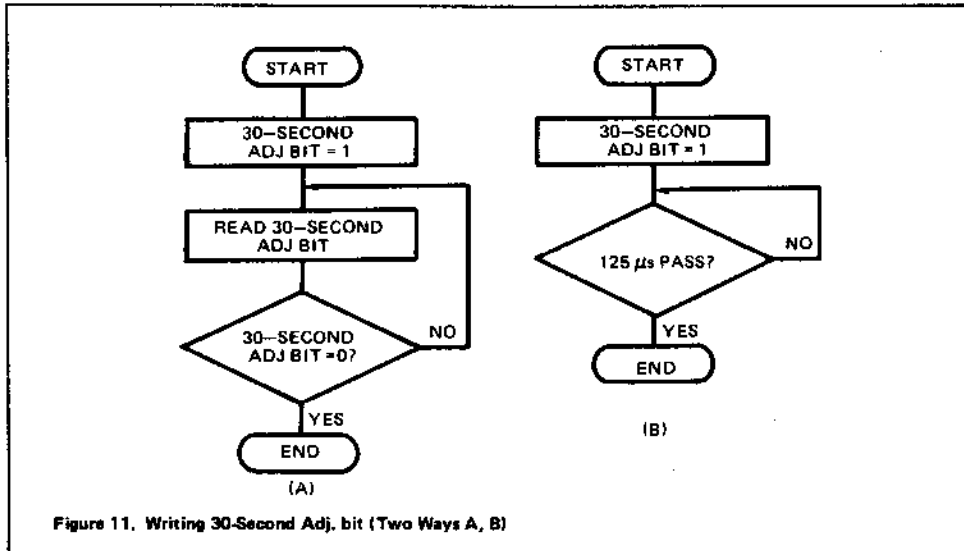 START
30–SECOND
ADJ BIT = 1
READ 30–SECOND
ADJ BIT
30–SECOND
ADJ BIT =0?
NO
YES
END
(A)
START
30–SECOND
ADJ BIT = 1
125 μs PASS?
NO
YES
END
(B)
Figure 11. Writing 30-Second Adj. bit (Two Ways A, B)